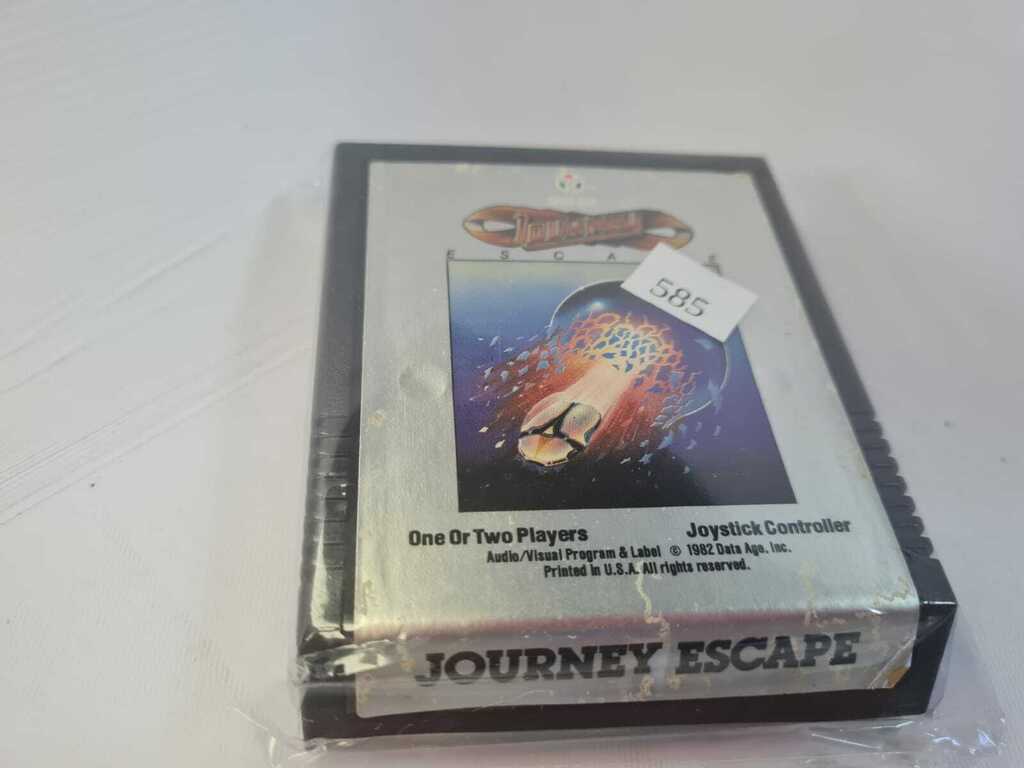 ESCAPE
585
One Or Two Players
Joystick Controller
Audio/Visual Program & Label © 1982 Data Age, Inc.
Printed in U.S.A. All rights reserved.
JOURNEY ESCAPE